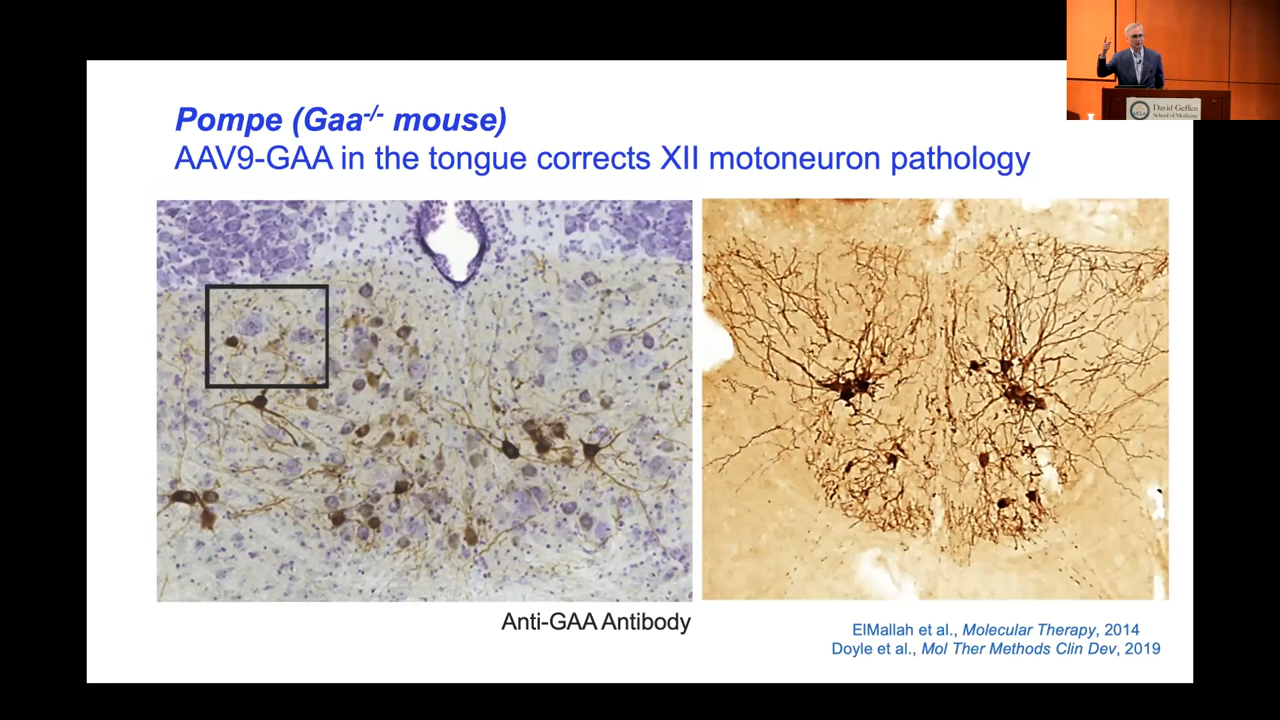 David Geffen
School of Medicine
UCLA
Pompe (Gaa-/- mouse)
AAV9-GAA in the tongue corrects XII motoneuron pathology
Anti-GAA Antibody
ElMallah et al., Molecular Therapy, 2014
Doyle et al., Mol Ther Methods Clin Dev, 2019